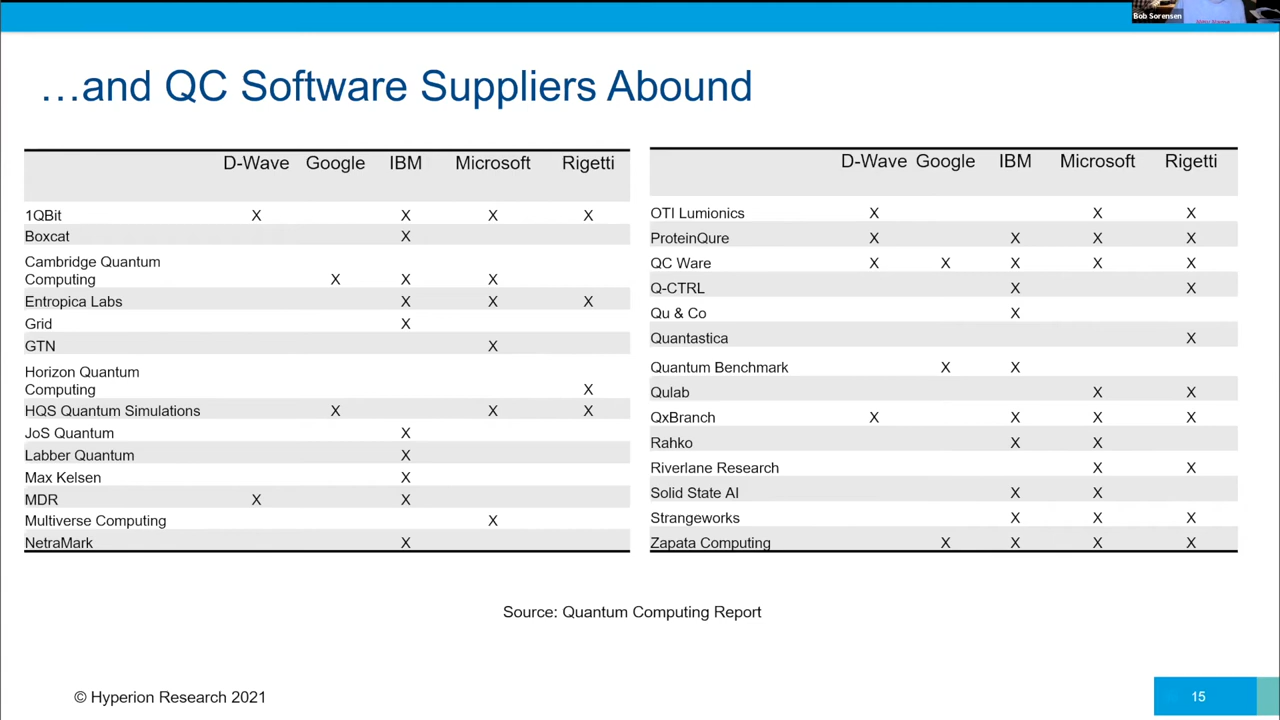 Bob Sorensen
…and QC Software Suppliers Abound
D-Wave Google IBM Microsoft Rigetti
1QBit X X X X
Boxcat X
Cambridge Quantum
Computing X X X
Entropica Labs X X X
Grid X
GTN X
Horizon Quantum
Computing X
HQS Quantum Simulations X X X
JoS Quantum X
Labber Quantum X
Max Kelsen X
MDR X X
Multiverse Computing X
NetraMark X
D-Wave Google IBM Microsoft Rigetti
OTI Lumionics X X X
ProteinQure X X X X
QC Ware X X X X X
Q-CTRL X X
Qu & Co X
Quantastica X
Quantum Benchmark X X
Qulab X X
QxBranch X X X X
Rahko X X
Riverlane Research X X
Solid State AI X X
Strangeworks X X X
Zapata Computing X X X X
Source: Quantum Computing Report
© Hyperion Research 2021
15